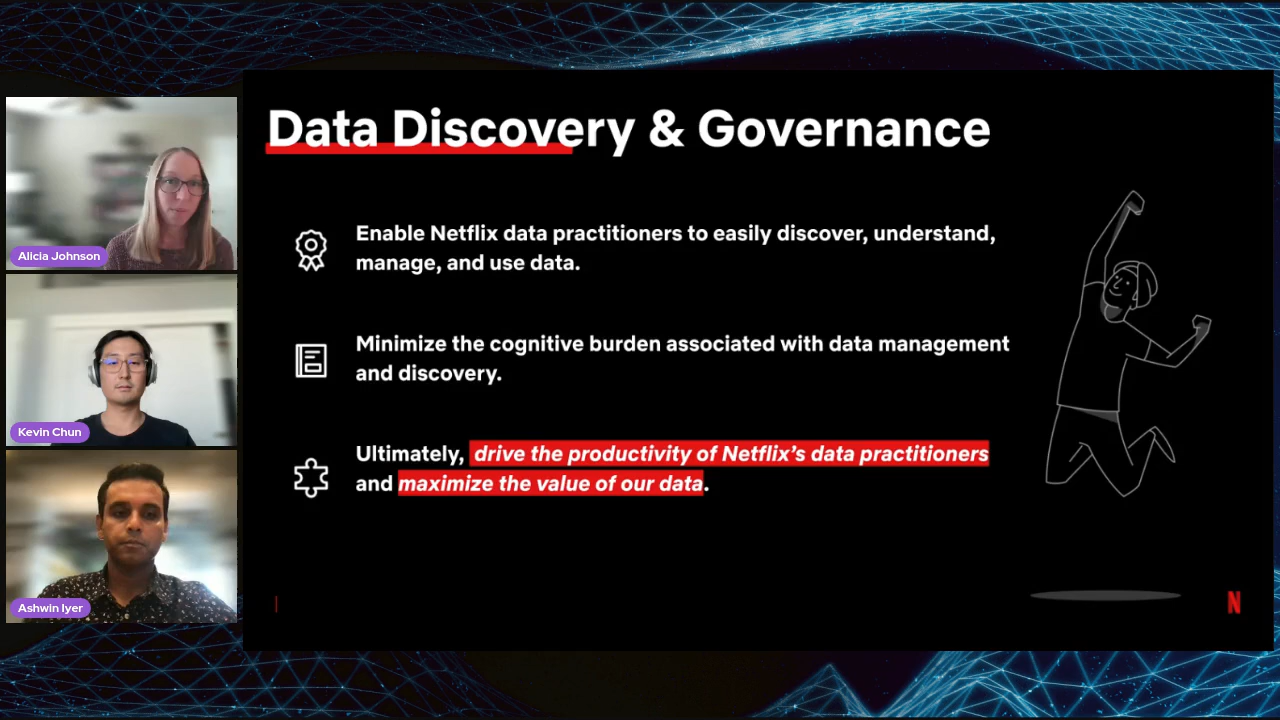 Data Discovery & Governance
Alicia Johnson
Kevin Chun
Ashwin Iyer
Enable Netflix data practitioners to easily discover, understand,
manage, and use data.
Minimize the cognitive burden associated with data management
and discovery.
Ultimately, drive the productivity of Netflix’s data practitioners
and maximize the value of our data.
N